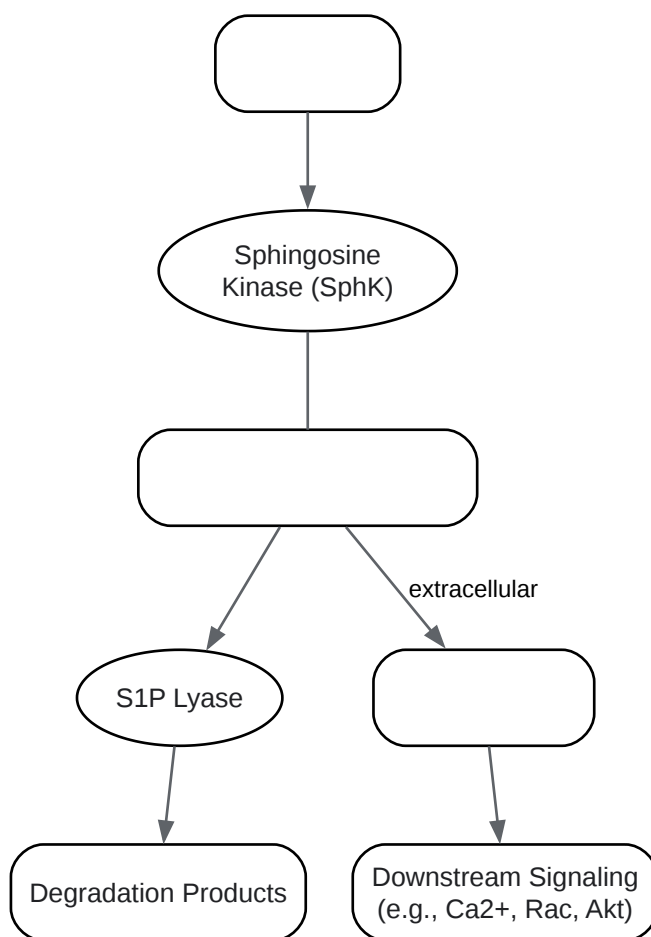 Sphingosine
Kinase (SphK)
extracellular
S1P Lyase
Degradation Products
Downstream Signaling
(e.g., Ca2+, Rac, Akt)